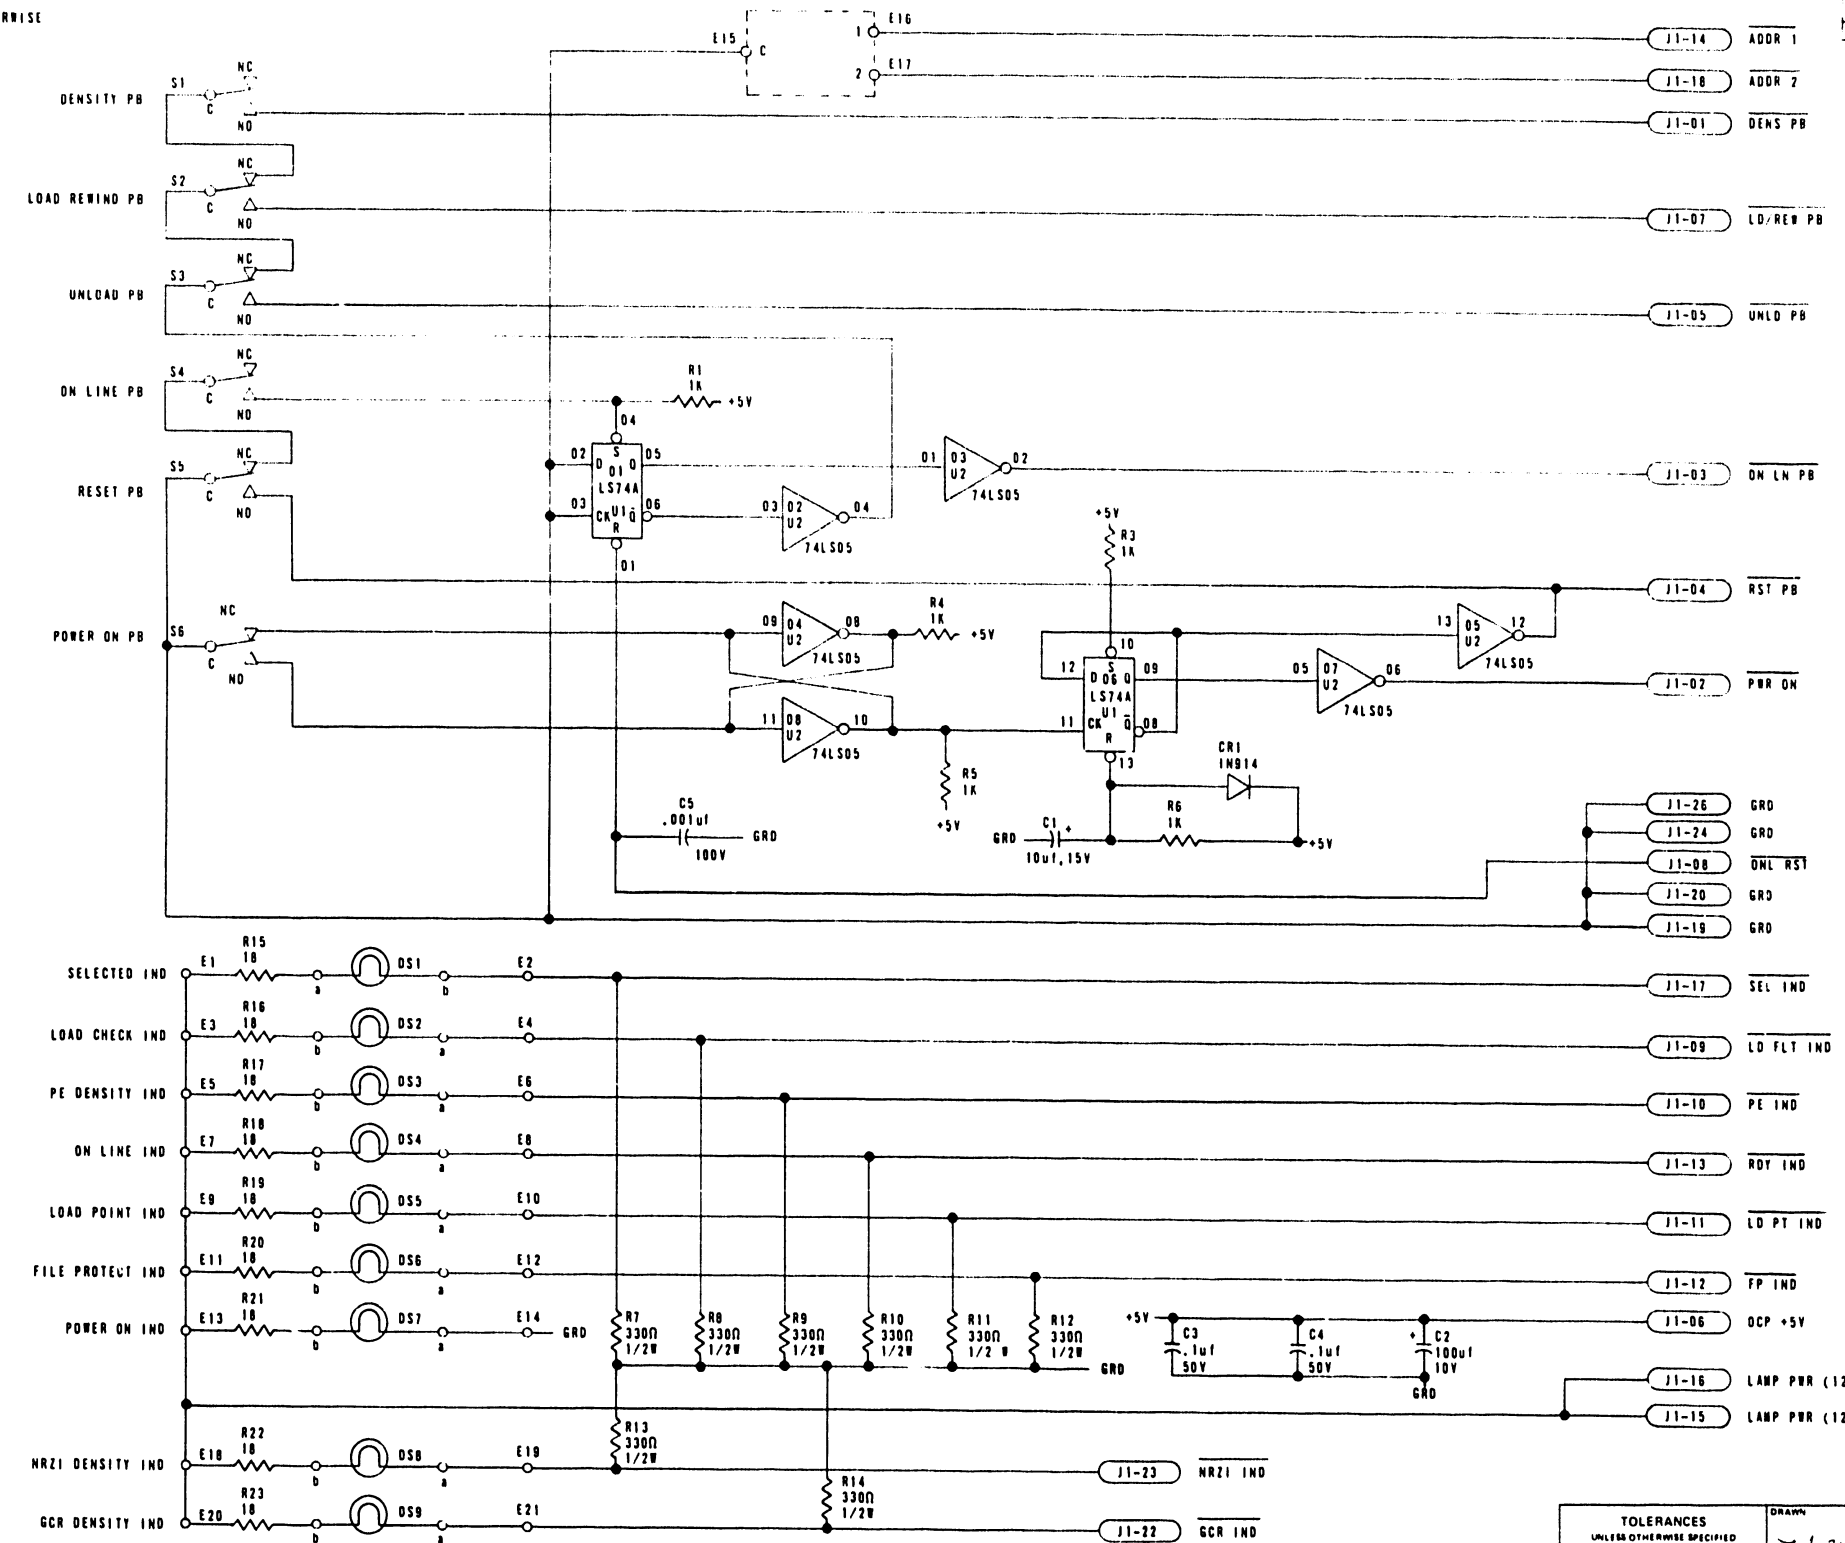 RWISE
E15
C
1
E16
2
E17
J1-14
ADDR 1
J1-18
ADDR 2
DENSITY PB
S1
NC
C
NO
J1-01
DENS PB
LOAD REWIND PB
S2
NC
C
NO
J1-07
LD/REW PB
UNLOAD PB
S3
NC
C
NO
J1-05
UNLD PB
ON LINE PB
S4
NC
C
NO
R1
1K
+5V
04
02
D
S
01
Q
05
LS74A
03
CK
U1
Q
06
R
01
01
03
U2
02
74LS05
J1-03
ON LN PB
03
02
U2
04
74LS05
RESET PB
S5
NC
C
NO
+5V
R3
1K
J1-04
RST PB
POWER ON PB
S6
NC
C
NO
09
04
U2
08
74LS05
R4
1K
+5V
11
08
U2
10
74LS05
R5
1K
+5V
10
12
D
S
06
Q
09
LS74A
U1
11
CK
Q
08
R
13
13
05
U2
12
74LS05
05
07
U2
06
74LS05
J1-02
PWR ON
CR1
1N914
R6
1K
+5V
GRD
C1
+
10uf,15V
C5
.001uf
100V
GRD
J1-26
GRD
J1-24
GRD
J1-08
ONL RST
J1-20
GRD
J1-19
GRD
SELECTED IND
E1
R15
18
a
DS1
b
E2
J1-17
SEL IND
LOAD CHECK IND
E3
R16
18
b
DS2
a
E4
J1-09
LD FLT IND
PE DENSITY IND
E5
R17
18
b
DS3
a
E6
J1-10
PE IND
ON LINE IND
E7
R18
18
b
DS4
a
E8
J1-13
RDY IND
LOAD POINT IND
E9
R19
18
b
DS5
a
E10
J1-11
LD PT IND
FILE PROTECT IND
E11
R20
18
b
DS6
a
E12
J1-12
FP IND
POWER ON IND
E13
R21
18
b
DS7
a
E14
GRD
R7
330Ω
1/2W
R8
330Ω
1/2W
R9
330Ω
1/2W
R10
330Ω
1/2W
R11
330Ω
1/2 W
R12
330Ω
1/2W
GRD
+5V
C3
.1uf
50V
C4
.1uf
50V
+
C2
100uf
10V
GRD
J1-06
OCP +5V
J1-16
LAMP PWR (12
J1-15
LAMP PWR (12
R13
330Ω
1/2W
NRZI DENSITY IND
E18
R22
18
b
DS8
a
E19
J1-23
NRZI IND
R14
330Ω
1/2W
GCR DENSITY IND
E20
R23
18
b
DS9
a
E21
J1-22
GCR IND
TOLERANCES
UNLESS OTHERWISE SPECIFIED
DRAWN